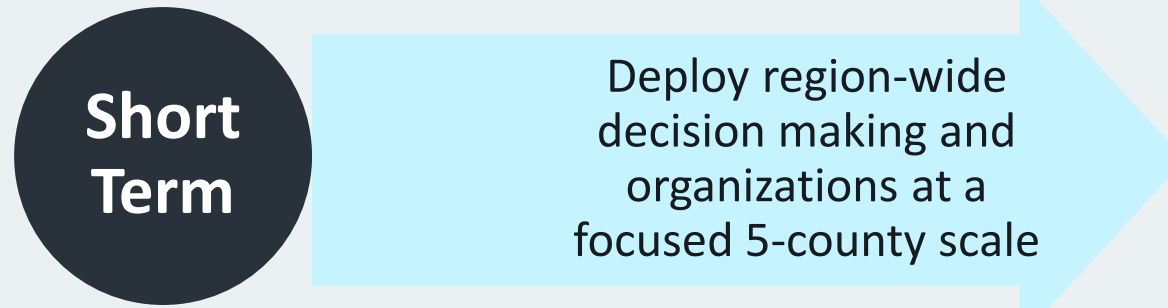 Short
Term
Deploy region-wide
decision making and
organizations at a
focused 5-county scale